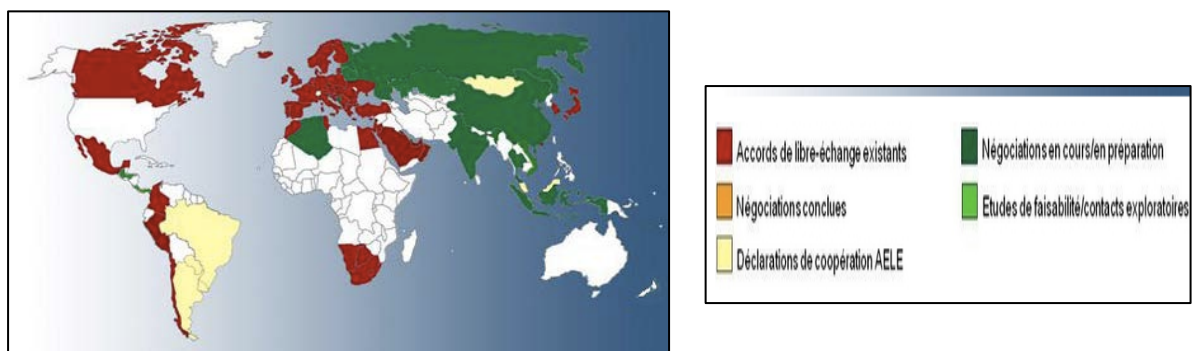 Accords de libre-échange existants
Négociations conclues
Déclarations de coopération AELE
Négociations en cours/en préparation
Etudes de faisabilité/contacts exploratoires